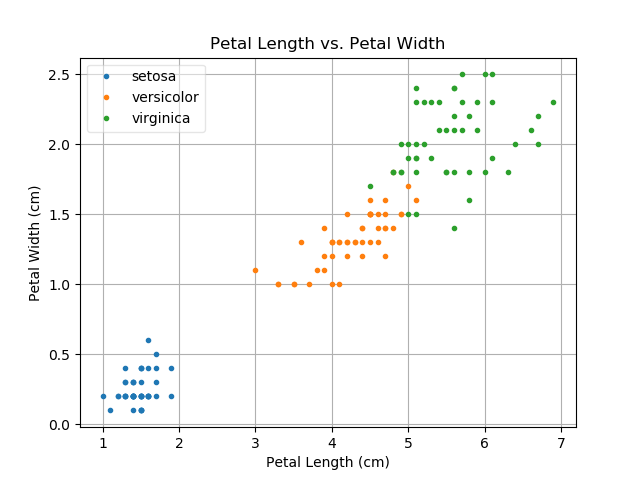 Petal Length vs. Petal Width
setosa
versicolor
virginica
Petal Width (cm)
2.5
2.0
1.5
1.0
0.5
0.0
1 2 3 4 5 6 7
Petal Length (cm)